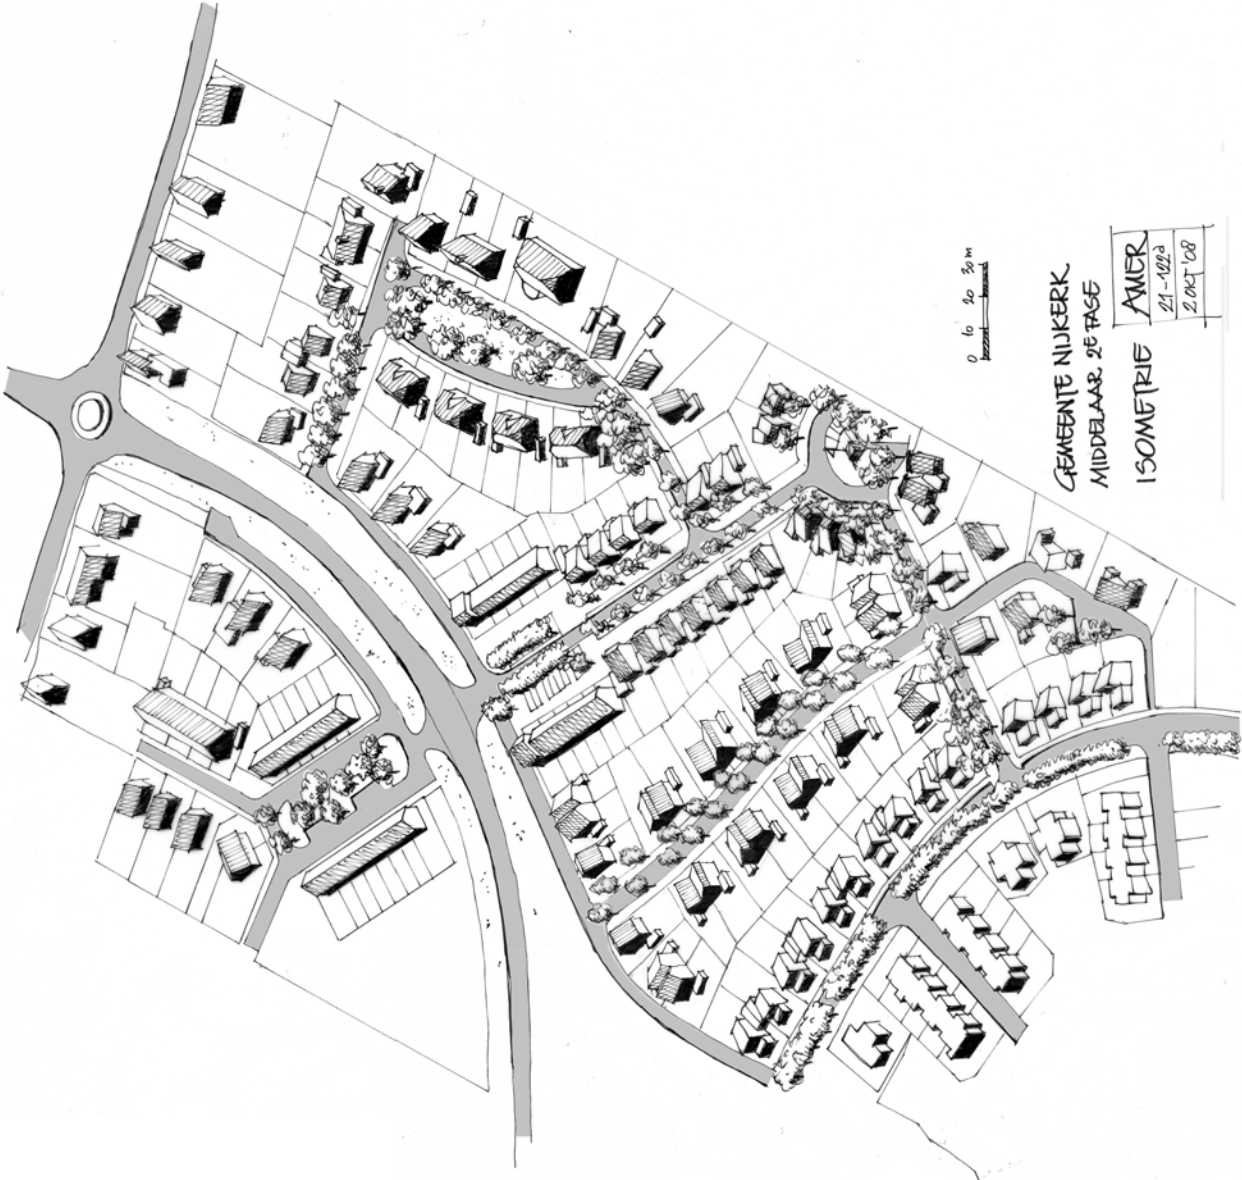 0 10 20 30 m
GEMEENTE NIJKERK
MIDDELAAR 2E FASE
ISOMETRIE
AMER
21-122d
2 OKT '08